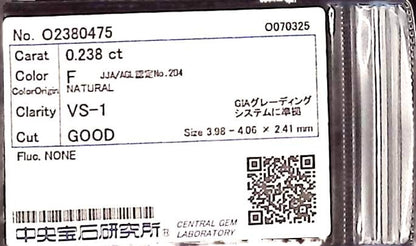 No. O2380475 O070325
Carat 0.238 ct
Color F JJA/AGL認定No.204
ColorOrigin NATURAL
Clarity VS-1 GIAグレーディング
システムに準拠
Cut GOOD Size 3.98 - 4.06 × 2.41 mm
Fluo. NONE
中央宝石研究所® CENTRAL GEM
LABORATORY